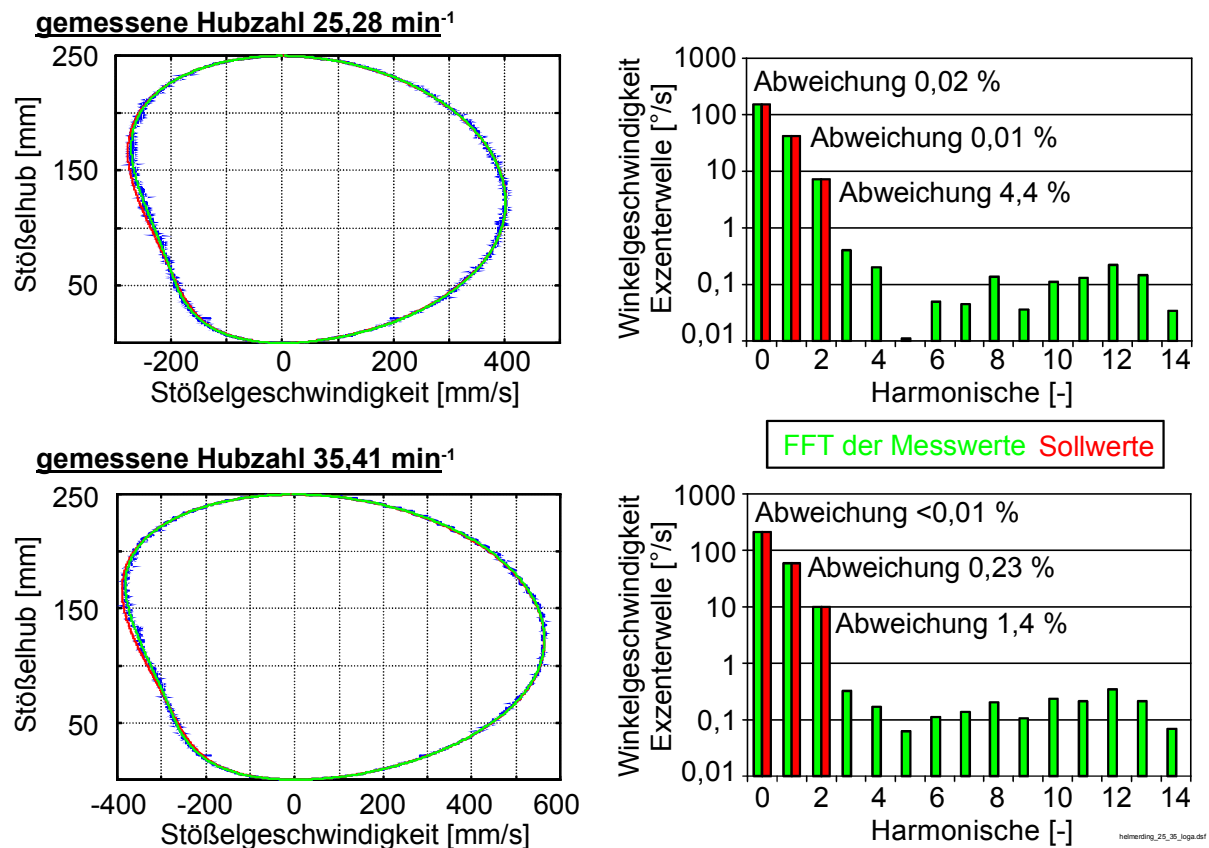 gemessene Hubzahl 25,28 min⁻¹
Stößelhub [mm]
250
150
50
-200 0 200 400
Stößelgeschwindigkeit [mm/s]
Winkelgeschwindigkeit
Exzenterwelle [°/s]
1000
100
10
1
0,1
0,01
Abweichung 0,02 %
Abweichung 0,01 %
Abweichung 4,4 %
0 2 4 6 8 10 12 14
Harmonische [-]
FFT der Messwerte Sollwerte
gemessene Hubzahl 35,41 min⁻¹
Stößelhub [mm]
250
150
50
-400 -200 0 200 400 600
Stößelgeschwindigkeit [mm/s]
Winkelgeschwindigkeit
Exzenterwelle [°/s]
1000
100
10
1
0,1
0,01
Abweichung <0,01 %
Abweichung 0,23 %
Abweichung 1,4 %
0 2 4 6 8 10 12 14
Harmonische [-]
helmerding_25_35_loga.dsf